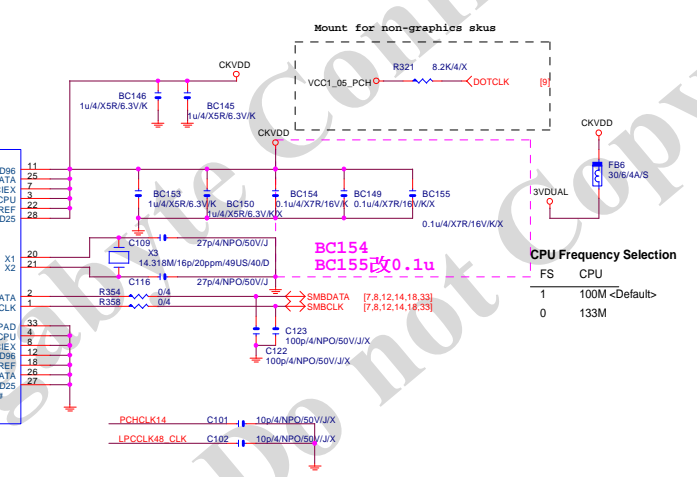 Mount for non-graphics skus
CKVDD
R321
8.2K/4/X
VCC1_05_PCH
DOTCLK
[9]
BC146
1u/4/X5R/6.3V/K
BC145
1u/4/X5R/6.3V/K
CKVDD
CKVDD
FB6
30/6/4A/S
3VDUAL
11
25
7
3
22
28
BC153
1u/4/X5R/6.3V/K
BC150
1u/4/X5R/6.3V/K/X
BC154
0.1u/4/X7R/16V/K
BC149
0.1u/4/X7R/16V/K/X
BC155
0.1u/4/X7R/16V/K/X
X1
20
X2
21
C109
27p/4/NPO/50V/J
X3
14.318M/16p/20ppm/49US/40/D
C116
27p/4/NPO/50V/J
BC154
BC155改0.1u
CPU Frequency Selection
FS CPU
1 100M <Default>
0 133M
2
1
R354
0/4
R358
0/4
SMBDATA
[7,8,12,14,18,33]
SMBCLK
[7,8,12,14,18,33]
33
4
8
12
18
26
27
C123
100p/4/NPO/50V/J/X
C122
100p/4/NPO/50V/J/X
PCHCLK14
C101
10p/4/NPO/50V/J/X
LPCCLK48_CLK
C102
10p/4/NPO/50V/J/X
Do not Copy